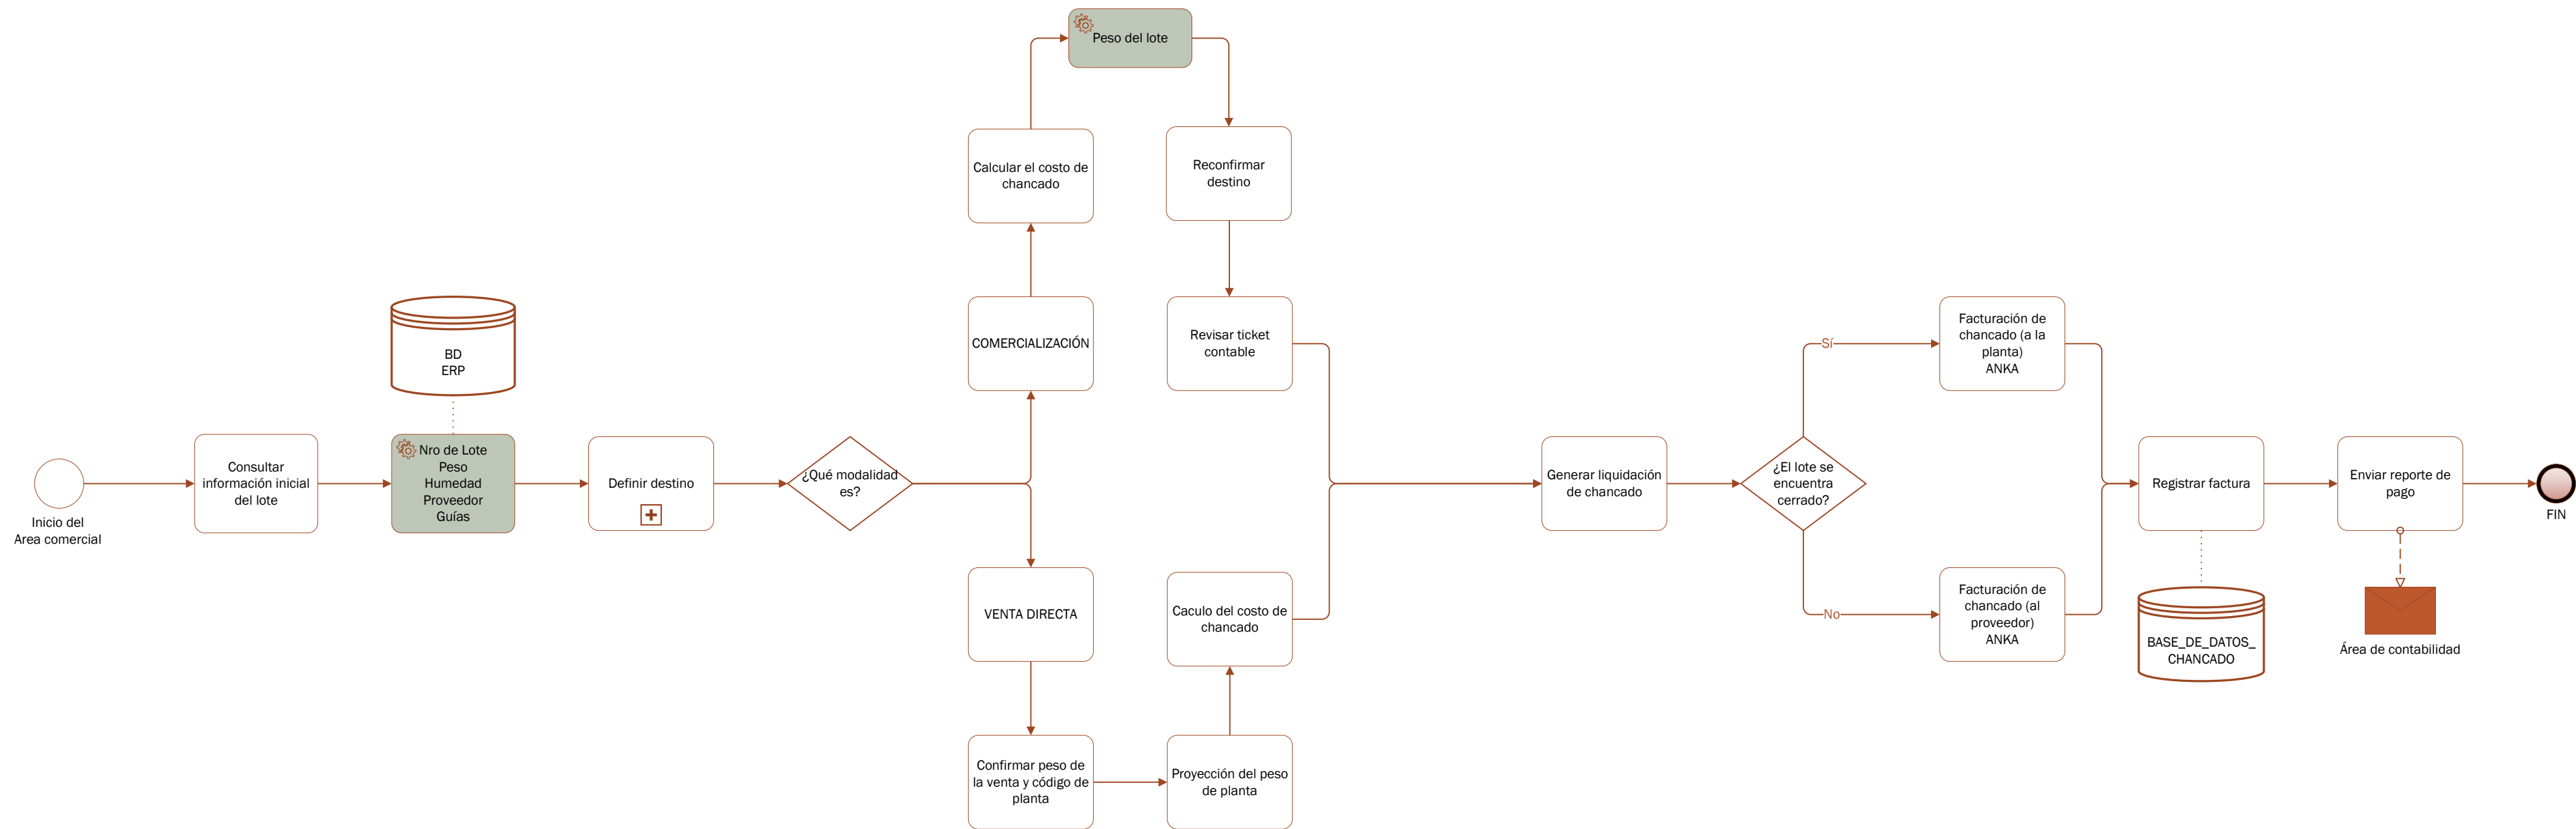 Inicio del
Area comercial
Consultar
información inicial
del lote
BD
ERP
Nro de Lote
Peso
Humedad
Proveedor
Guías
Definir destino
¿Qué modalidad
es?
COMERCIALIZACIÓN
Calcular el costo de
chancado
Peso del lote
Reconfirmar
destino
Revisar ticket
contable
VENTA DIRECTA
Confirmar peso de
la venta y código de
planta
Proyección del peso
de planta
Caculo del costo de
chancado
Generar liquidación
de chancado
¿El lote se
encuentra
cerrado?
Sí
Facturación de
chancado (a la
planta)
ANKA
No
Facturación de
chancado (al
proveedor)
ANKA
Registrar factura
BASE_DE_DATOS_
CHANCADO
Enviar reporte de
pago
Área de contabilidad
FIN